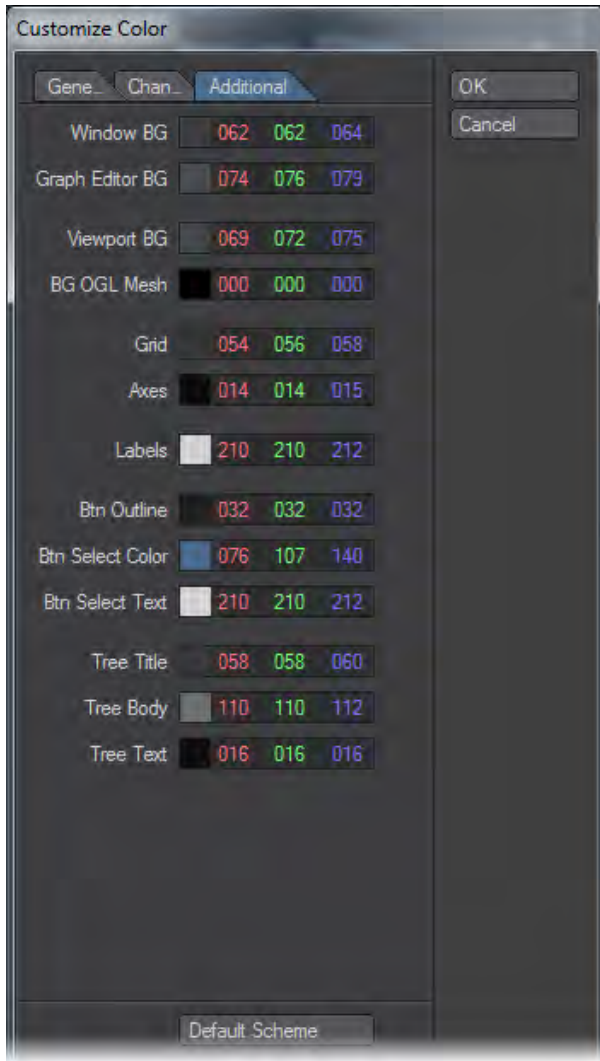 Customize Color
Gene_ Chan_ Additional
OK
Cancel
Window BG 062 062 064
Graph Editor BG 074 076 079
Viewport BG 069 072 075
BG OGL Mesh 000 000 000
Grid 054 056 058
Axes 014 014 015
Labels 210 210 212
Btn Outline 032 032 032
Btn Select Color 076 107 140
Btn Select Text 210 210 212
Tree Title 058 058 060
Tree Body 110 110 112
Tree Text 016 016 016
Default Scheme